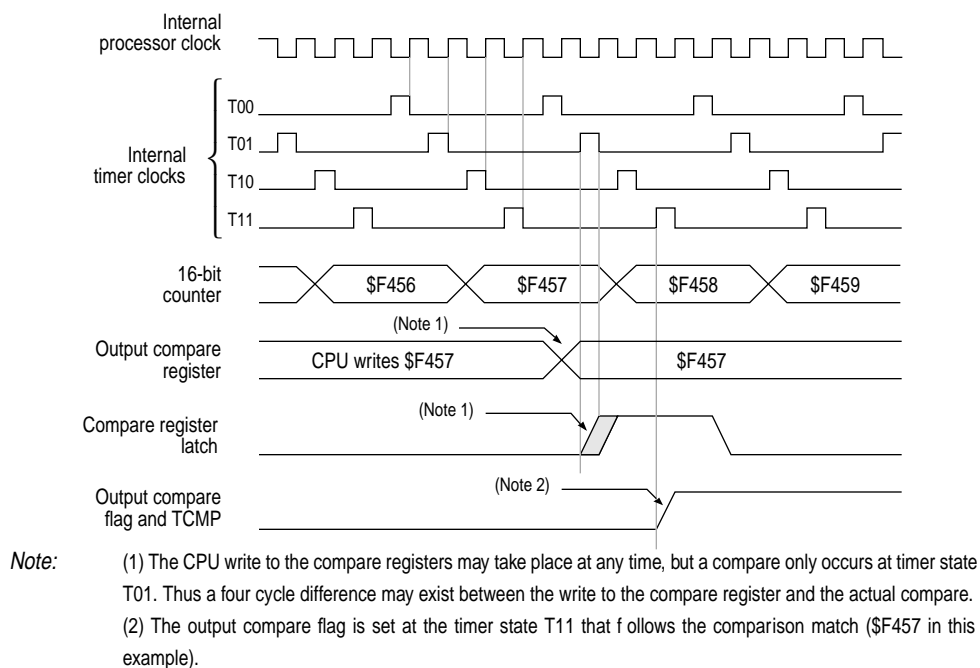 Internal
processor clock
T00
T01
Internal
timer clocks
T10
T11
16-bit
counter
$F456
$F457
$F458
$F459
(Note 1)
Output compare
register
CPU writes $F457
$F457
(Note 1)
Compare register
latch
(Note 2)
Output compare
flag and TCMP
Note:
(1) The CPU write to the compare registers may take place at any time, but a compare only occurs at timer state
T01. Thus a four cycle difference may exist between the write to the compare register and the actual compare.
(2) The output compare flag is set at the timer state T11 that f ollows the comparison match ($F457 in this
example).